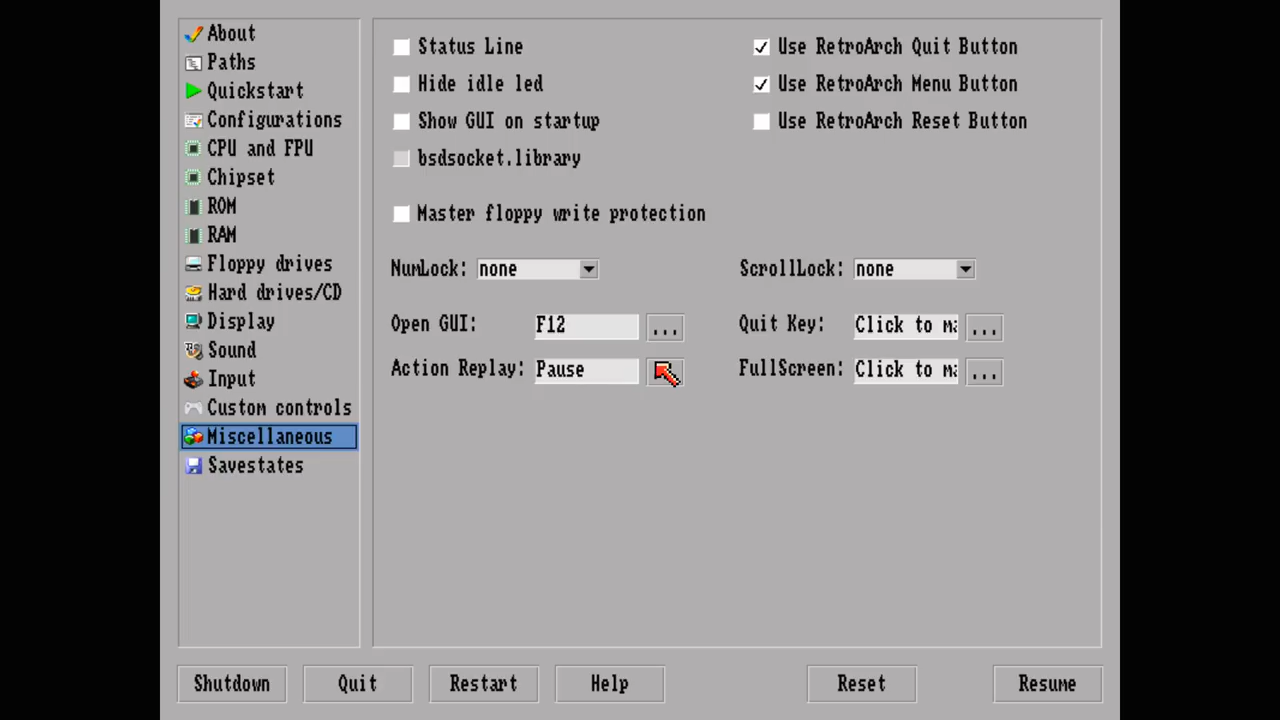 About
Paths
Quickstart
Configurations
CPU and FPU
Chipset
ROM
RAM
Floppy drives
Hard drives/CD
Display
Sound
Input
Custom controls
Miscellaneous
Savestates
Status Line
Use RetroArch Quit Button
Hide idle led
Use RetroArch Menu Button
Show GUI on startup
Use RetroArch Reset Button
bsdsocket.library
Master floppy write protection
NumLock: none
ScrollLock: none
Open GUI: F12 ...
Quit Key: Click to ma ...
Action Replay: Pause
FullScreen: Click to ma ...
Shutdown
Quit
Restart
Help
Reset
Resume